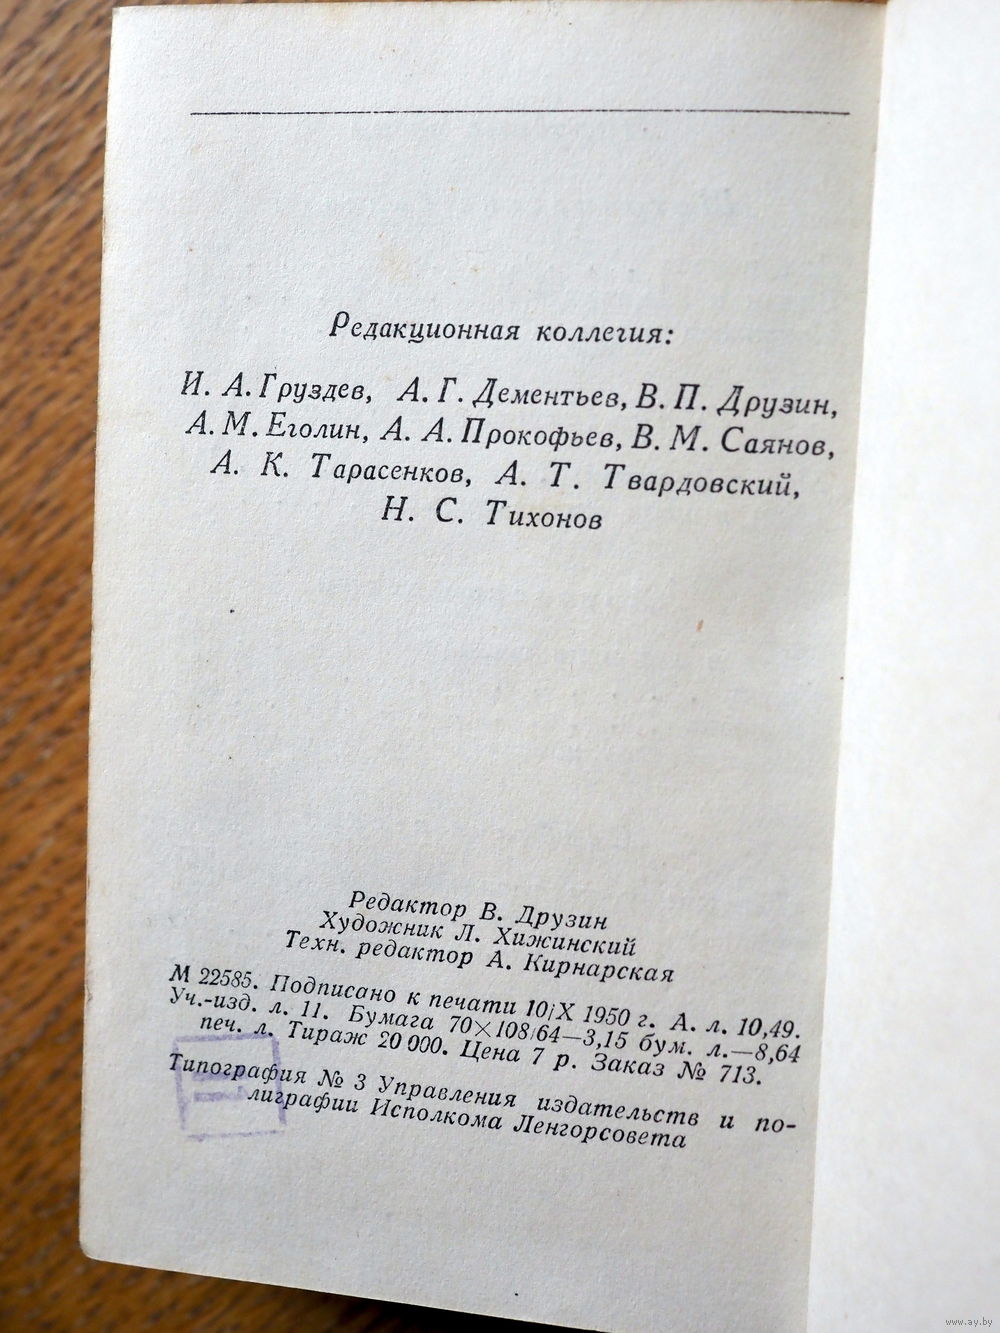 Редакционная коллегия:
И. А. Груздев, А. Г. Дементьев, В. П. Друзин,
А. М. Еголин, А. А. Прокофьев, В. М. Саянов,
А. К. Тарасенков, А. Т. Твардовский,
Н. С. Тихонов
Редактор В. Друзин
Художник Л. Хижинский
Техн. редактор А. Кирнарская
М 22585. Подписано к печати 10/X 1950 г. А. л. 10,49.
Уч.-изд. л. 11. Бумага 70×108/64—3,15 бум. л.—8,64
печ. л. Тираж 20 000. Цена 7 р. Заказ № 713.
Типография № 3 Управления издательств и по-
лиграфии Исполкома Ленгорсовета
www.ay.by